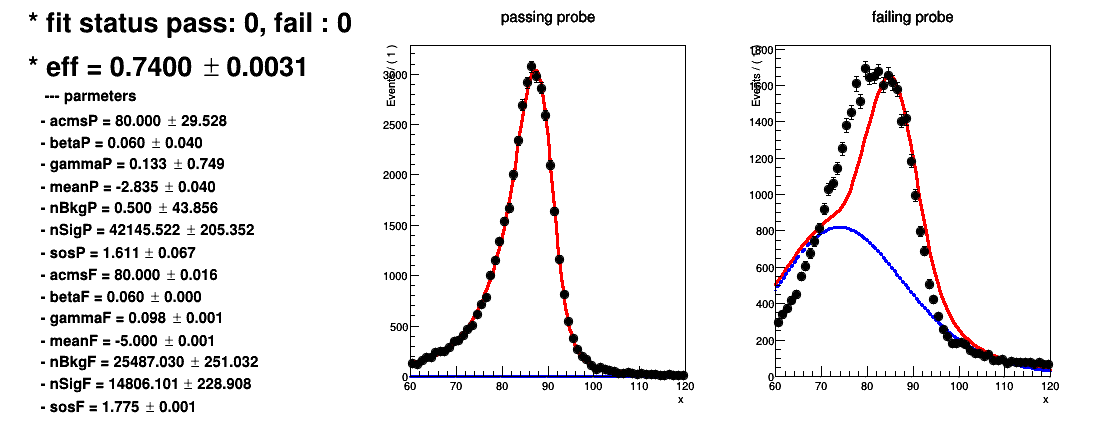 * fit status pass: 0, fail : 0
* eff = 0.7400 ± 0.0031
--- parmeters
- acmsP = 80.000 ± 29.528
- betaP = 0.060 ± 0.040
- gammaP = 0.133 ± 0.749
- meanP = -2.835 ± 0.040
- nBkgP = 0.500 ± 43.856
- nSigP = 42145.522 ± 205.352
- sosP = 1.611 ± 0.067
- acmsF = 80.000 ± 0.016
- betaF = 0.060 ± 0.000
- gammaF = 0.098 ± 0.001
- meanF = -5.000 ± 0.001
- nBkgF = 25487.030 ± 251.032
- nSigF = 14806.101 ± 228.908
- sosF = 1.775 ± 0.001
passing probe
Events / ( 1 )
3000
2500
2000
1500
1000
500
0
60 70 80 90 100 110 120
x
failing probe
Events / ( 1 )
1800
1600
1400
1200
1000
800
600
400
200
0
60 70 80 90 100 110 120
x